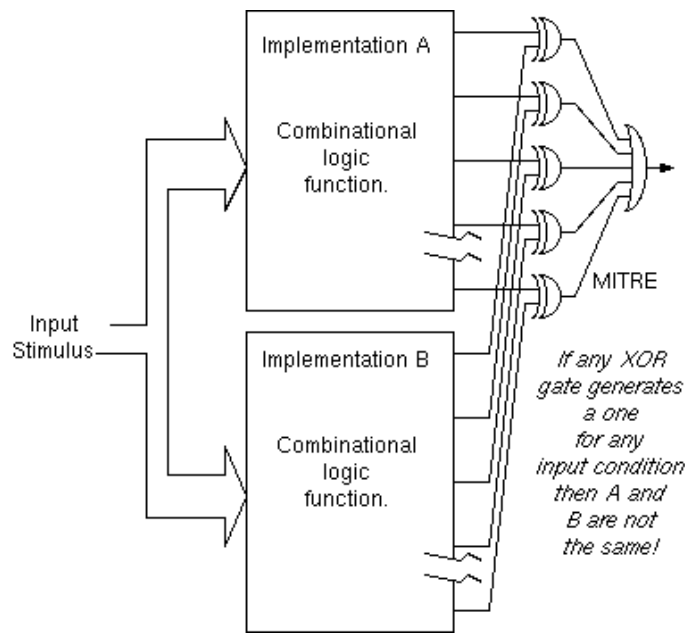 Implementation A
Combinational
logic
function.
Input
Stimulus
MITRE
Implementation B
Combinational
logic
function.
If any XOR
gate generates
a one
for any
input condition
then A and
B are not
the same!